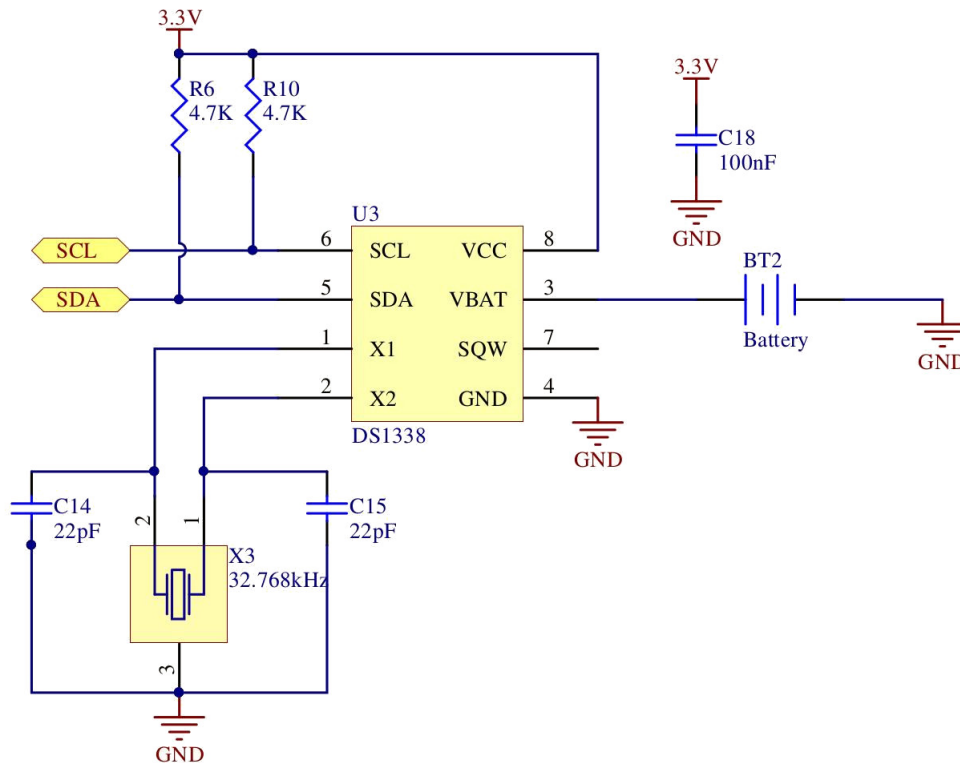 3.3V
R6
4.7K
R10
4.7K
3.3V
C18
100nF
GND
U3
SCL
6
SCL
VCC
8
SDA
5
SDA
VBAT
3
BT2
Battery
GND
1
X1
SQW
7
2
X2
GND
4
DS1338
GND
C14
22pF
2
1
C15
22pF
X3
32.768kHz
3
GND